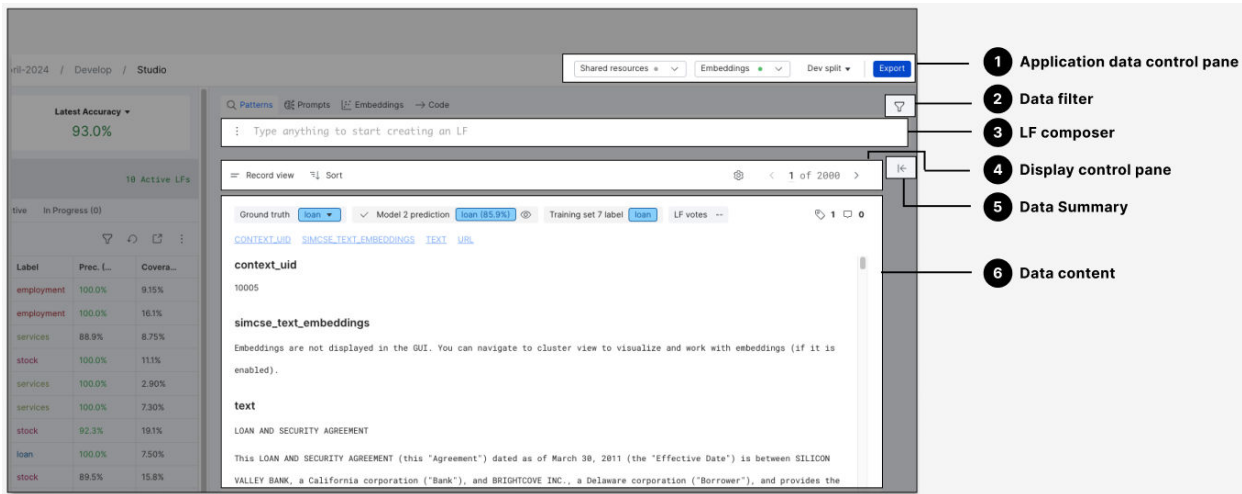 ril-2024 / Develop / Studio
Shared resources Embeddings Dev split Export
1 Application data control pane
Latest Accuracy
93.0%
Patterns Prompts Embeddings → Code
2 Data filter
Type anything to start creating an LF
3 LF composer
10 Active LFs
Record view Sort
< 1 of 2000 >
4 Display control pane
tive In Progress (0)
Ground truth loan Model 2 prediction loan (85.9%) Training set 7 label loan LF votes -- 1 0
5 Data Summary
CONTEXT_UID SIMCSE_TEXT_EMBEDDINGS TEXT URL
Label Prec. (... Covera...
context_uid
6 Data content
employment 100.0% 9.15%
10005
employment 100.0% 16.1%
simcse_text_embeddings
services 88.9% 8.75%
Embeddings are not displayed in the GUI. You can navigate to cluster view to visualize and work with embeddings (if it is
stock 100.0% 11.1%
enabled).
services 100.0% 2.90%
text
services 100.0% 7.30%
stock 92.3% 19.1%
LOAN AND SECURITY AGREEMENT
loan 100.0% 7.50%
This LOAN AND SECURITY AGREEMENT (this "Agreement") dated as of March 30, 2011 (the "Effective Date") is between SILICON
stock 89.5% 15.8%
VALLEY BANK, a California corporation ("Bank"), and BRIGHTCOVE INC., a Delaware corporation ("Borrower"), and provides the